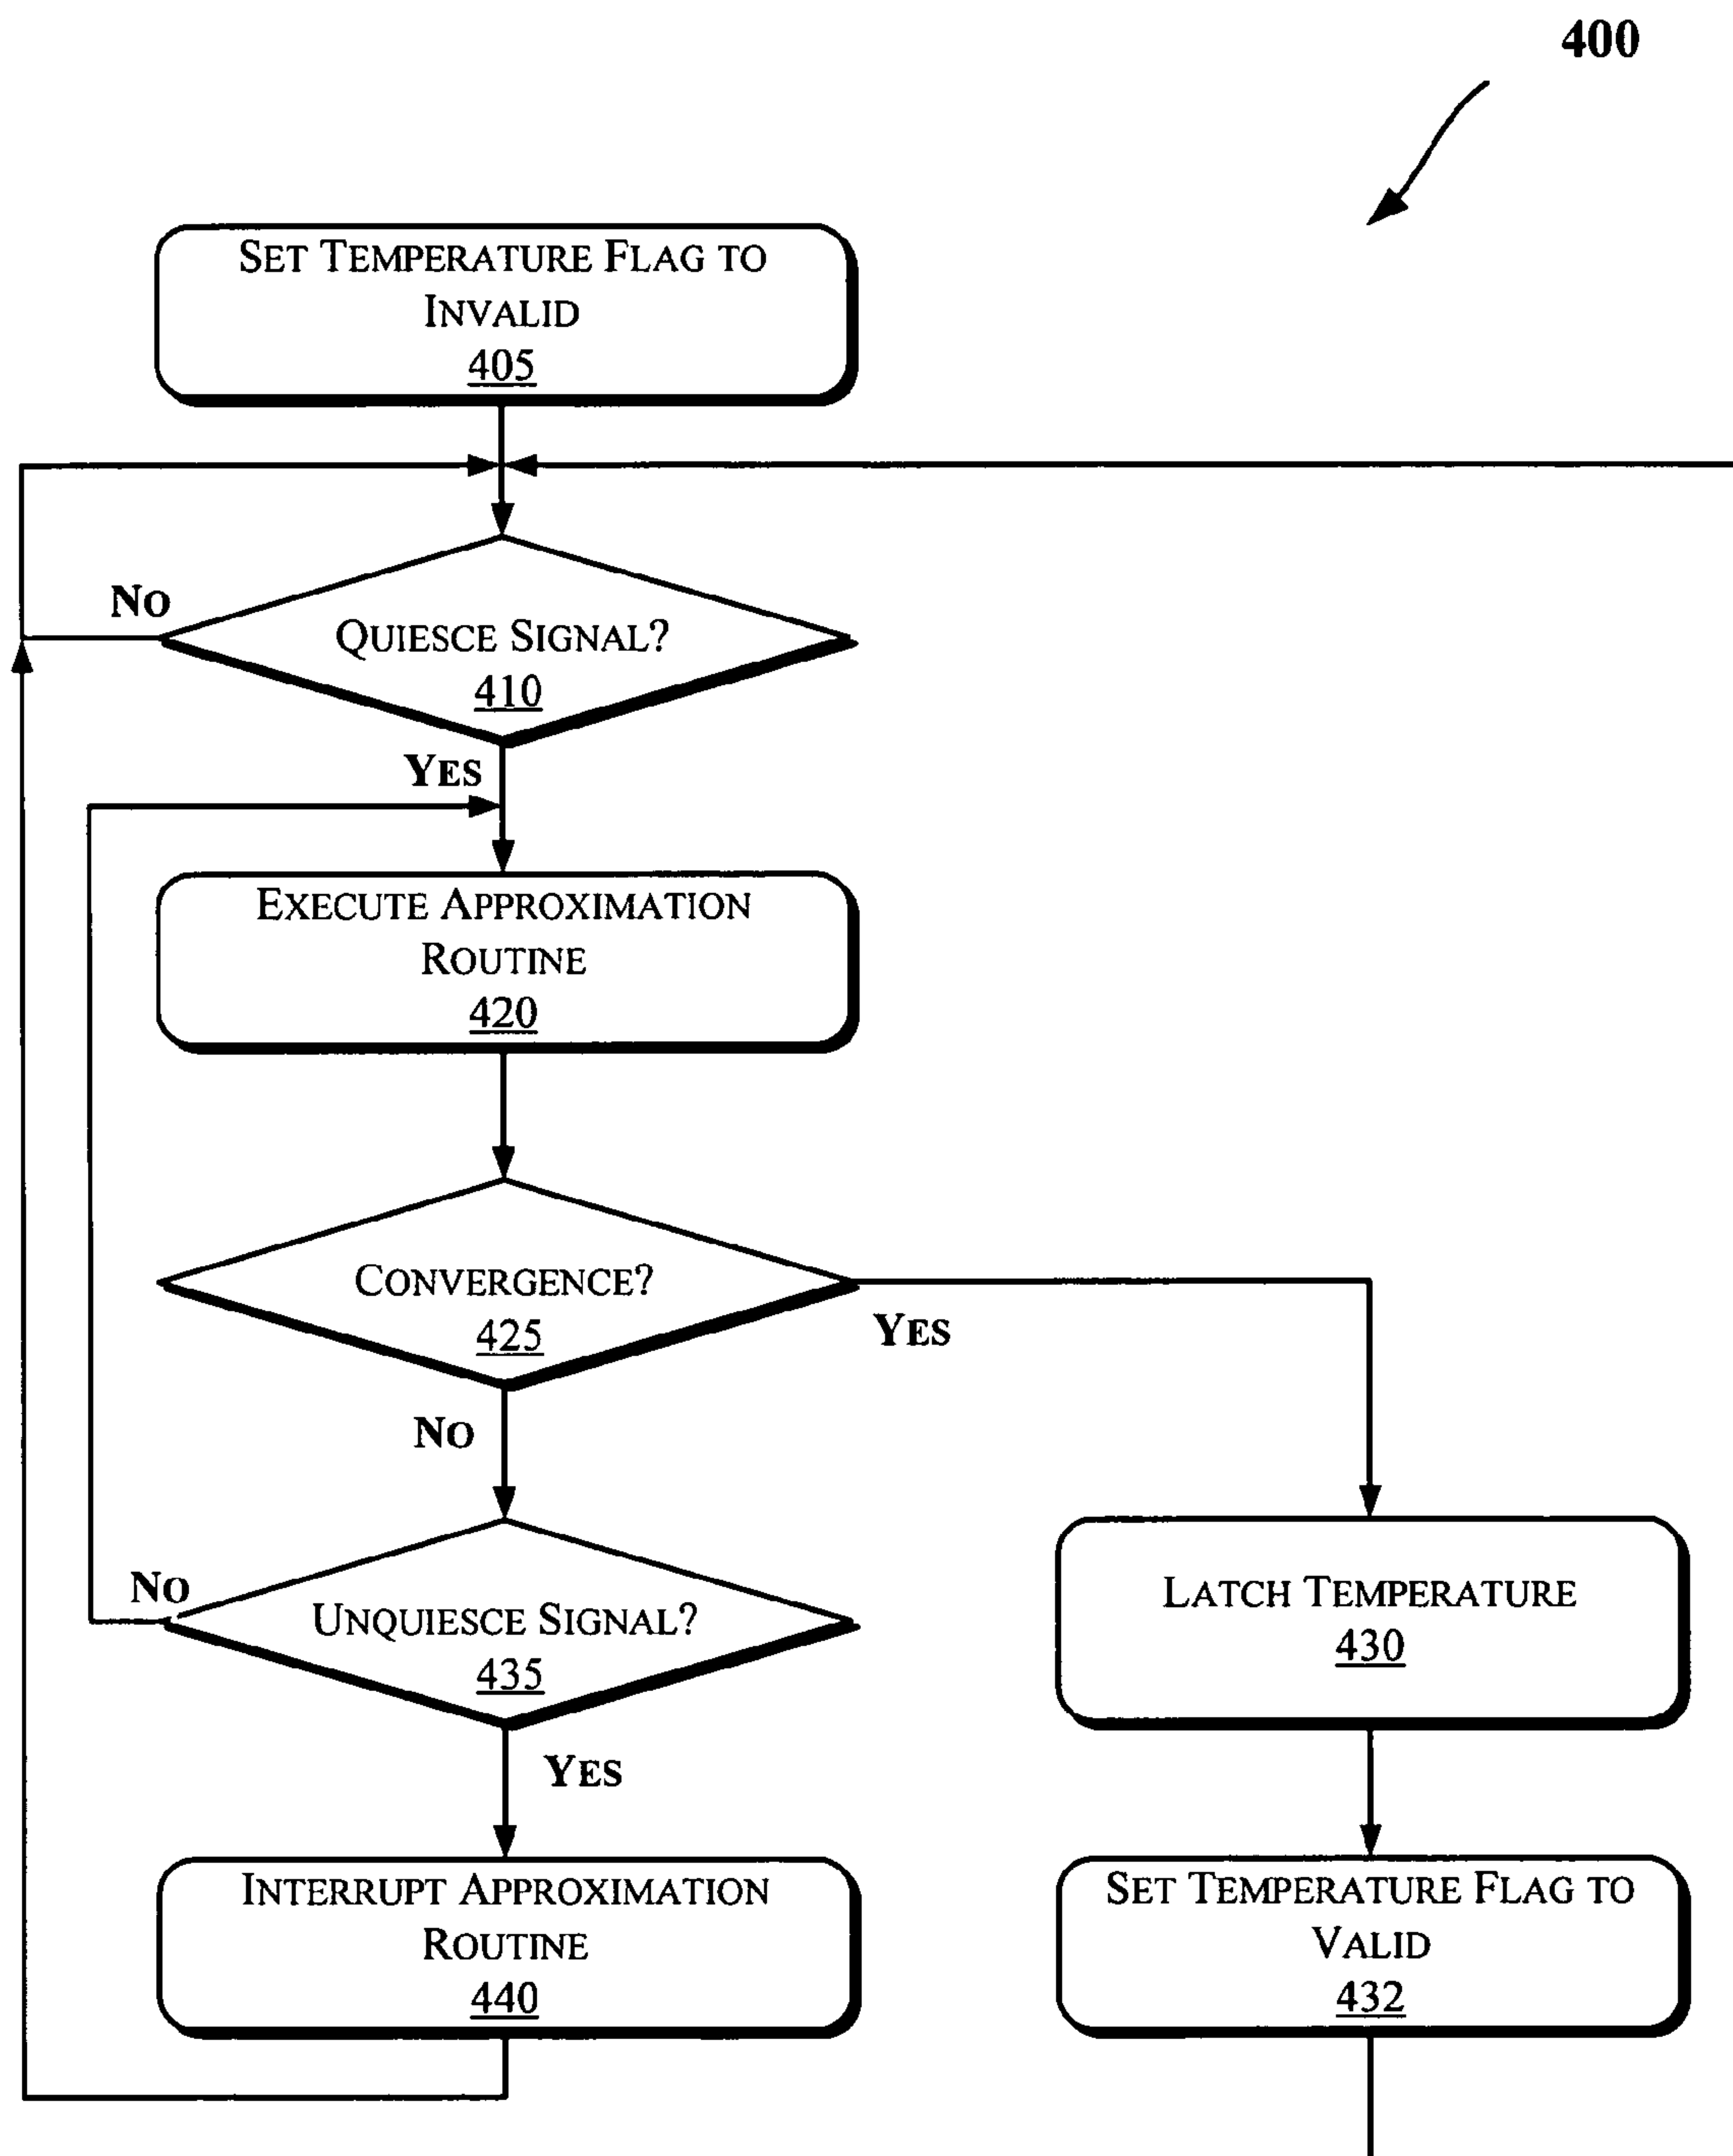 400
SET TEMPERATURE FLAG TO
INVALID
405
NO
QUIESCE SIGNAL?
410
YES
EXECUTE APPROXIMATION
ROUTINE
420
CONVERGENCE?
425
YES
NO
NO
UNQUIESCE SIGNAL?
435
LATCH TEMPERATURE
430
YES
INTERRUPT APPROXIMATION
ROUTINE
440
SET TEMPERATURE FLAG TO
VALID
432